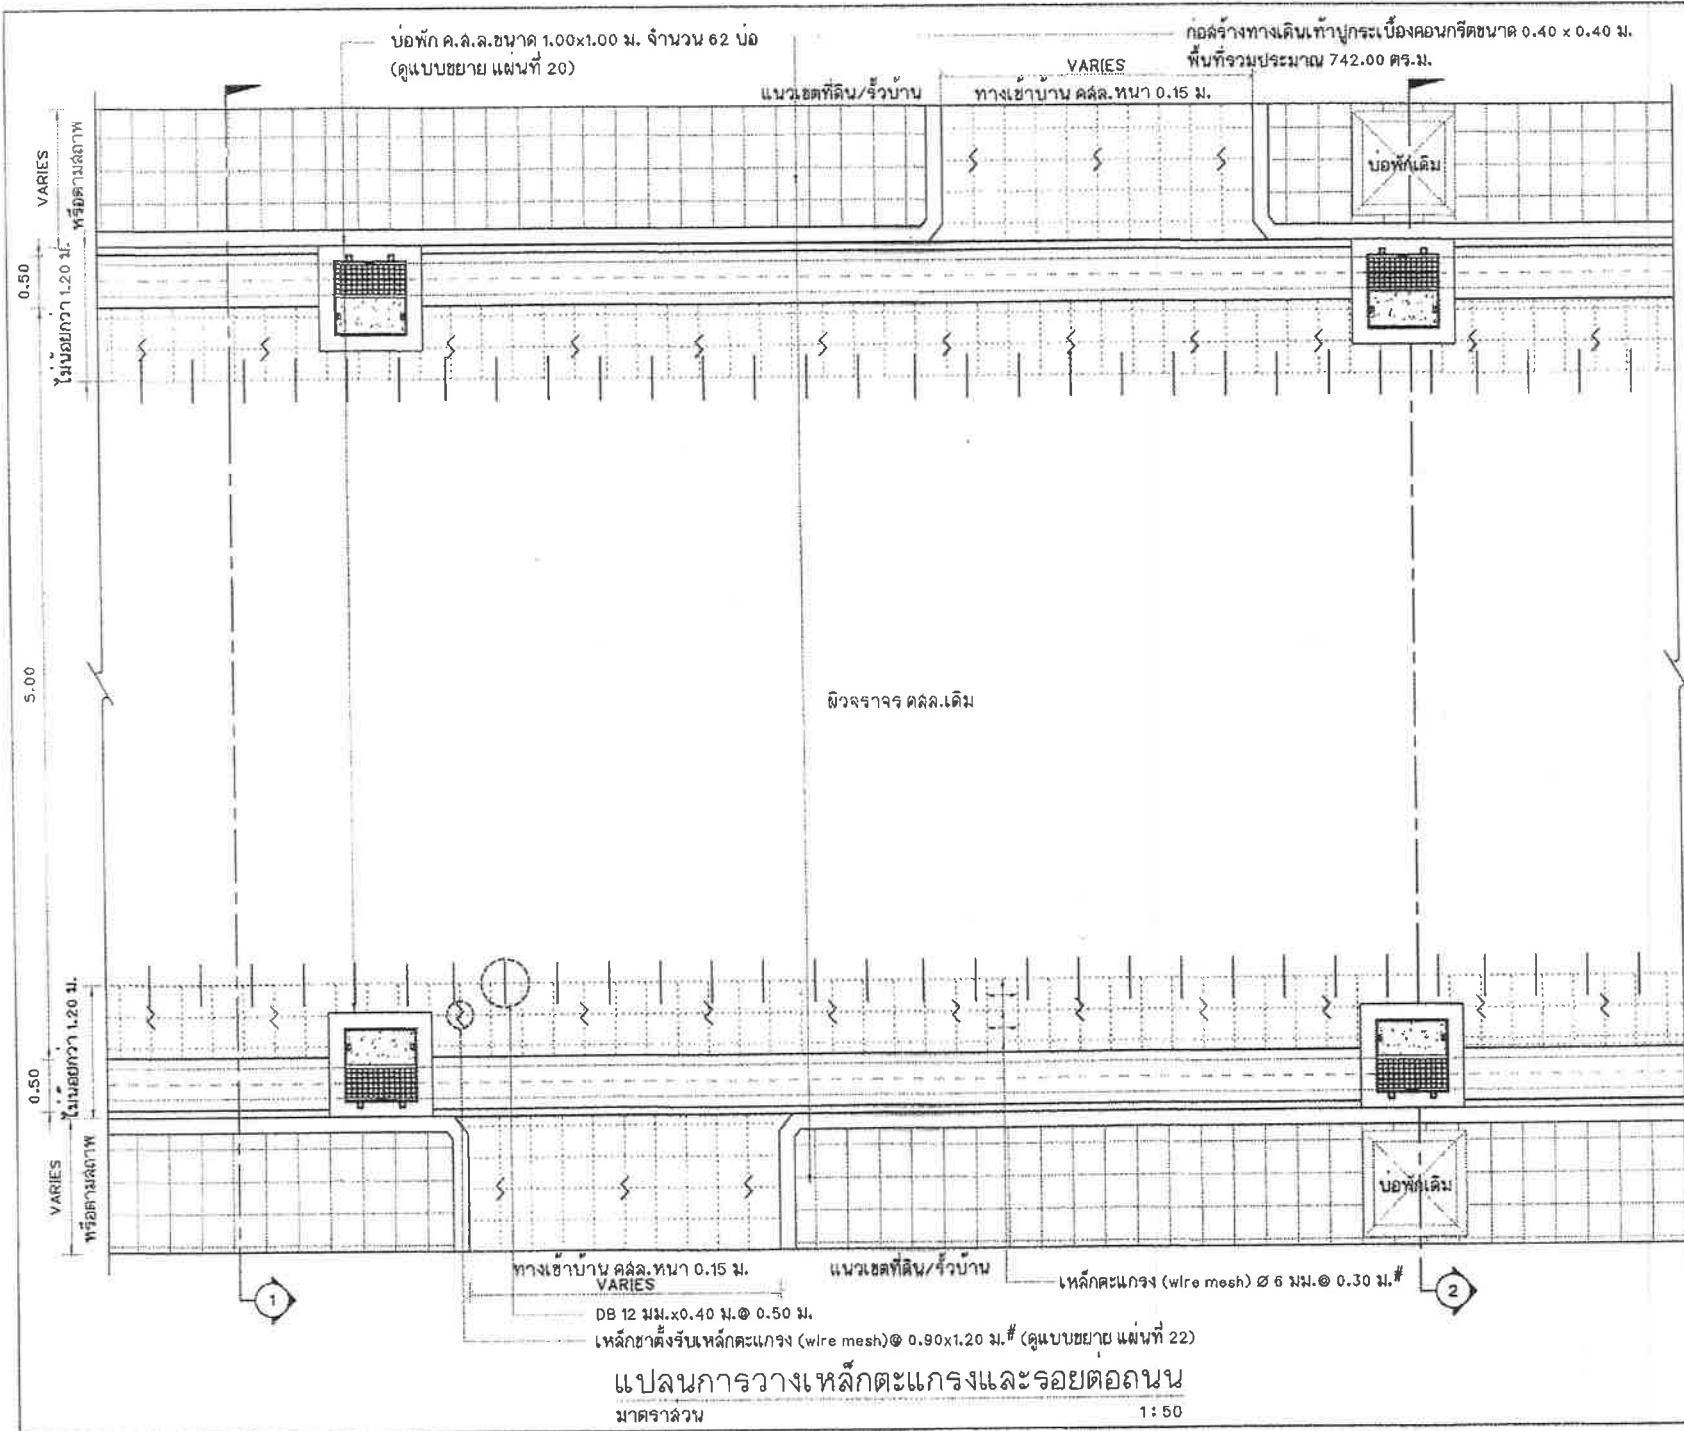 บ่อพัก ค.ส.ล.ขนาด 1.00x1.00 ม. จำนวน 62 บ่อ
(ดูแบบขยาย แผ่นที่ 20)
ก่อสร้างทางเดินเท้าปูกระเบื้องคอนกรีตขนาด 0.40 x 0.40 ม.
พื้นที่รวมประมาณ 742.00 ตร.ม.
VARIES
แนวเขตที่ดิน/รั้วบ้าน
ทางเข้าบ้าน คสล.หนา 0.15 ม.
VARIES
หรือตามสภาพ
บ่อพักเดิม
0.50
ไม่น้อยกว่า 1.20 ม.
5.00
ผิวจราจร คสล.เดิม
0.50
ไม่น้อยกว่า 1.20 ม.
VARIES
หรือตามสภาพ
บ่อพักเดิม
ทางเข้าบ้าน คสล.หนา 0.15 ม.
VARIES
แนวเขตที่ดิน/รั้วบ้าน
เหล็กตะแกรง (wire mesh) Ø 6 มม.@ 0.30 ม.#
1
2
DB 12 มม.x0.40 ม.@ 0.50 ม.
เหล็กขาตั้งรับเหล็กตะแกรง (wire mesh)@ 0.90x1.20 ม.# (ดูแบบขยาย แผ่นที่ 22)
แปลนการวางเหล็กตะแกรงและรอยต่อถนน
มาตราส่วน 1:50